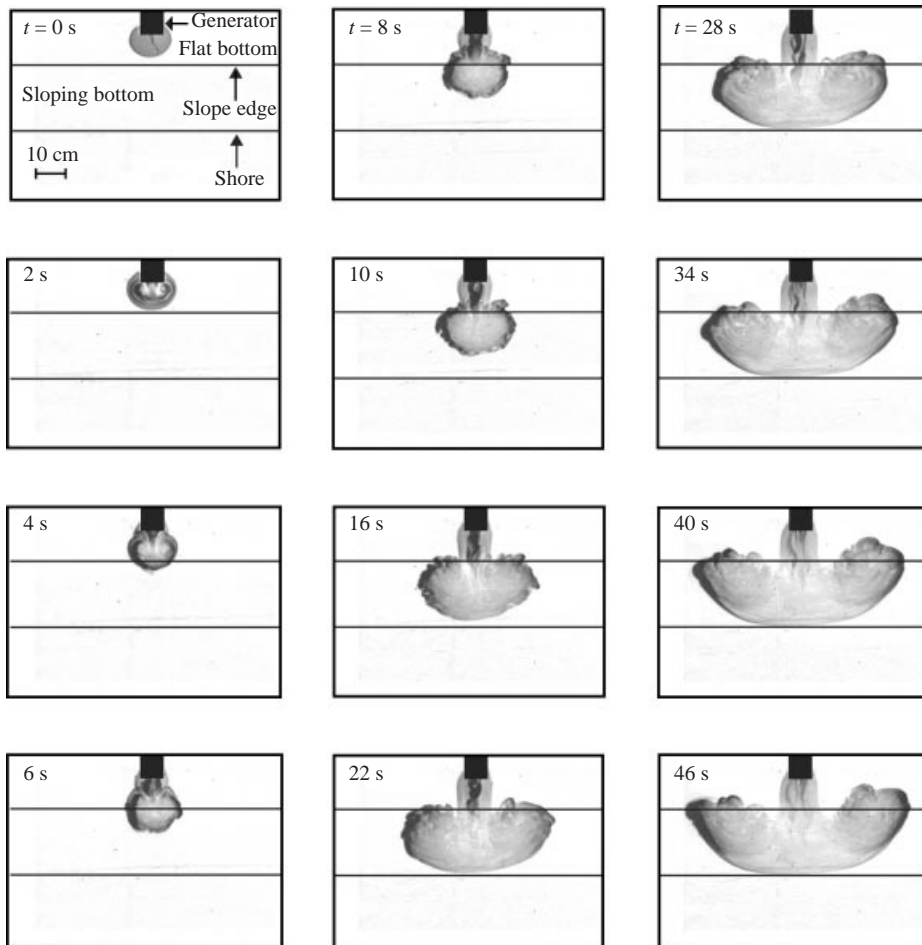 t = 0 s
Generator
Flat bottom
Sloping bottom
Slope edge
10 cm
Shore
2 s
4 s
6 s
t = 8 s
10 s
16 s
22 s
t = 28 s
34 s
40 s
46 s